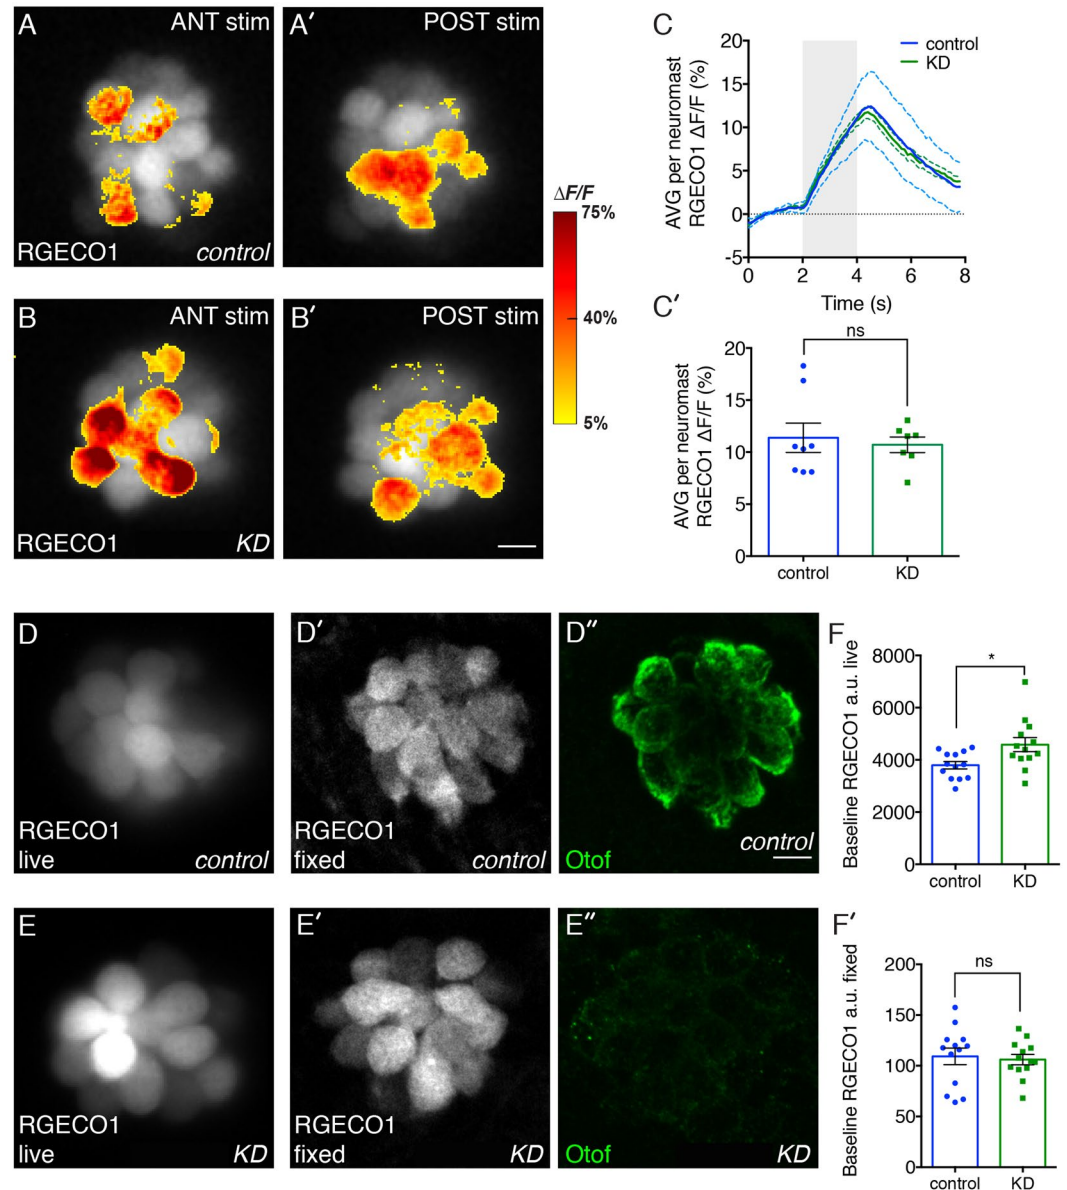 A ANT stim
RGECO1 control
A′ POST stim
ΔF/F
75%
40%
5%
B ANT stim
RGECO1 KD
B′ POST stim
C
AVG per neuromast
RGECO1 ΔF/F (%)
20
15
10
5
0
-5
0 2 4 6 8
Time (s)
control
KD
C′
AVG per neuromast
RGECO1 ΔF/F (%)
20
15
10
5
0
ns
control KD
D
RGECO1
live control
D′
RGECO1
fixed control
D″
control
Otof
F
Baseline RGECO1 a.u. live
8000
6000
4000
2000
0
*
control KD
E
RGECO1
live KD
E′
RGECO1
fixed KD
E″
Otof KD
F′
Baseline RGECO1 a.u. fixed
200
150
100
50
0
ns
control KD